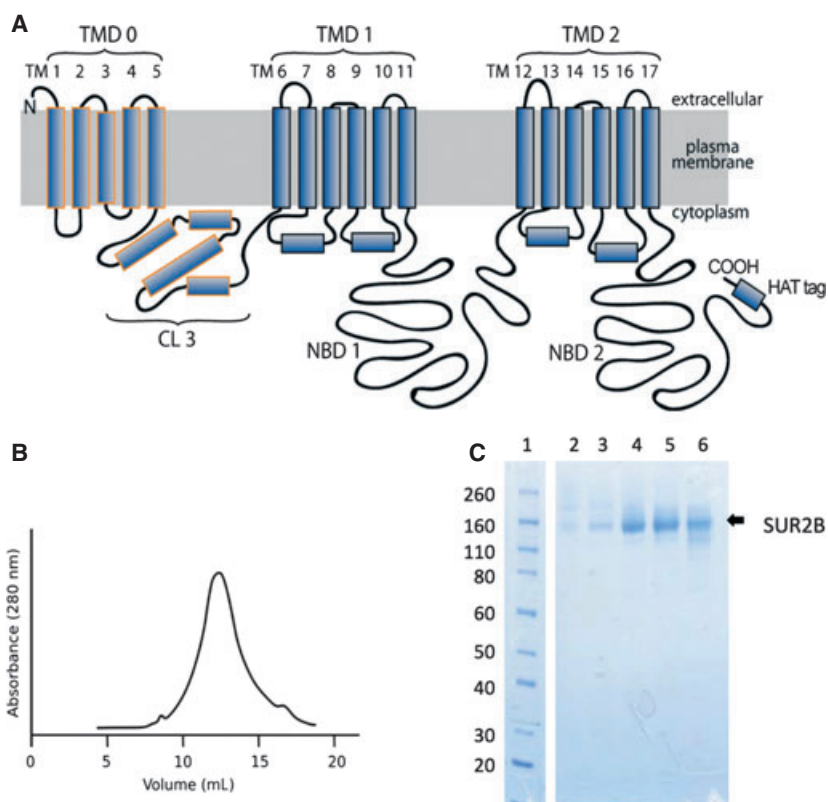 A
TMD 0
TMD 1
TMD 2
TM 1 2 3 4 5
TM 6 7 8 9 10 11
TM 12 13 14 15 16 17
N
extracellular
plasma
membrane
cytoplasm
COOH
HAT tag
CL 3
NBD 1
NBD 2
B
Absorbance (280 nm)
0 5 10 15 20
Volume (mL)
C
1 2 3 4 5 6
260
160
110
80
60
50
40
30
20
SUR2B